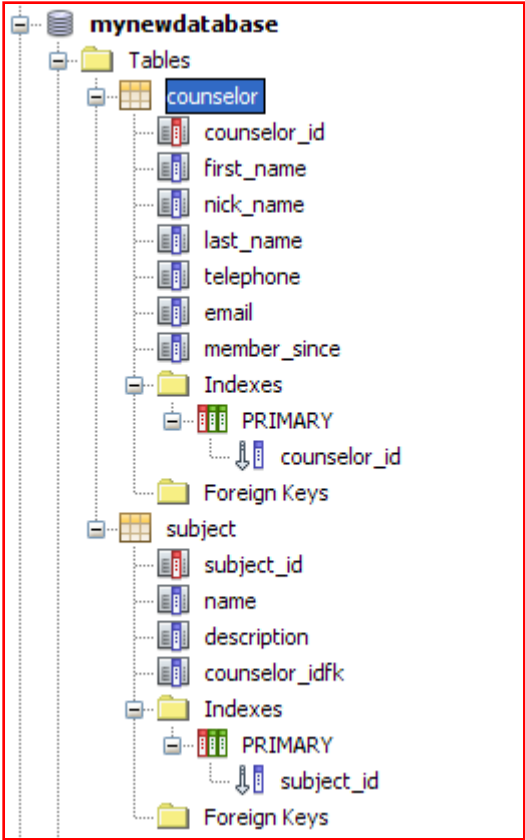 mynewdatabase
Tables
counselor
counselor_id
first_name
nick_name
last_name
telephone
email
member_since
Indexes
PRIMARY
counselor_id
Foreign Keys
subject
subject_id
name
description
counselor_idfk
Indexes
PRIMARY
subject_id
Foreign Keys